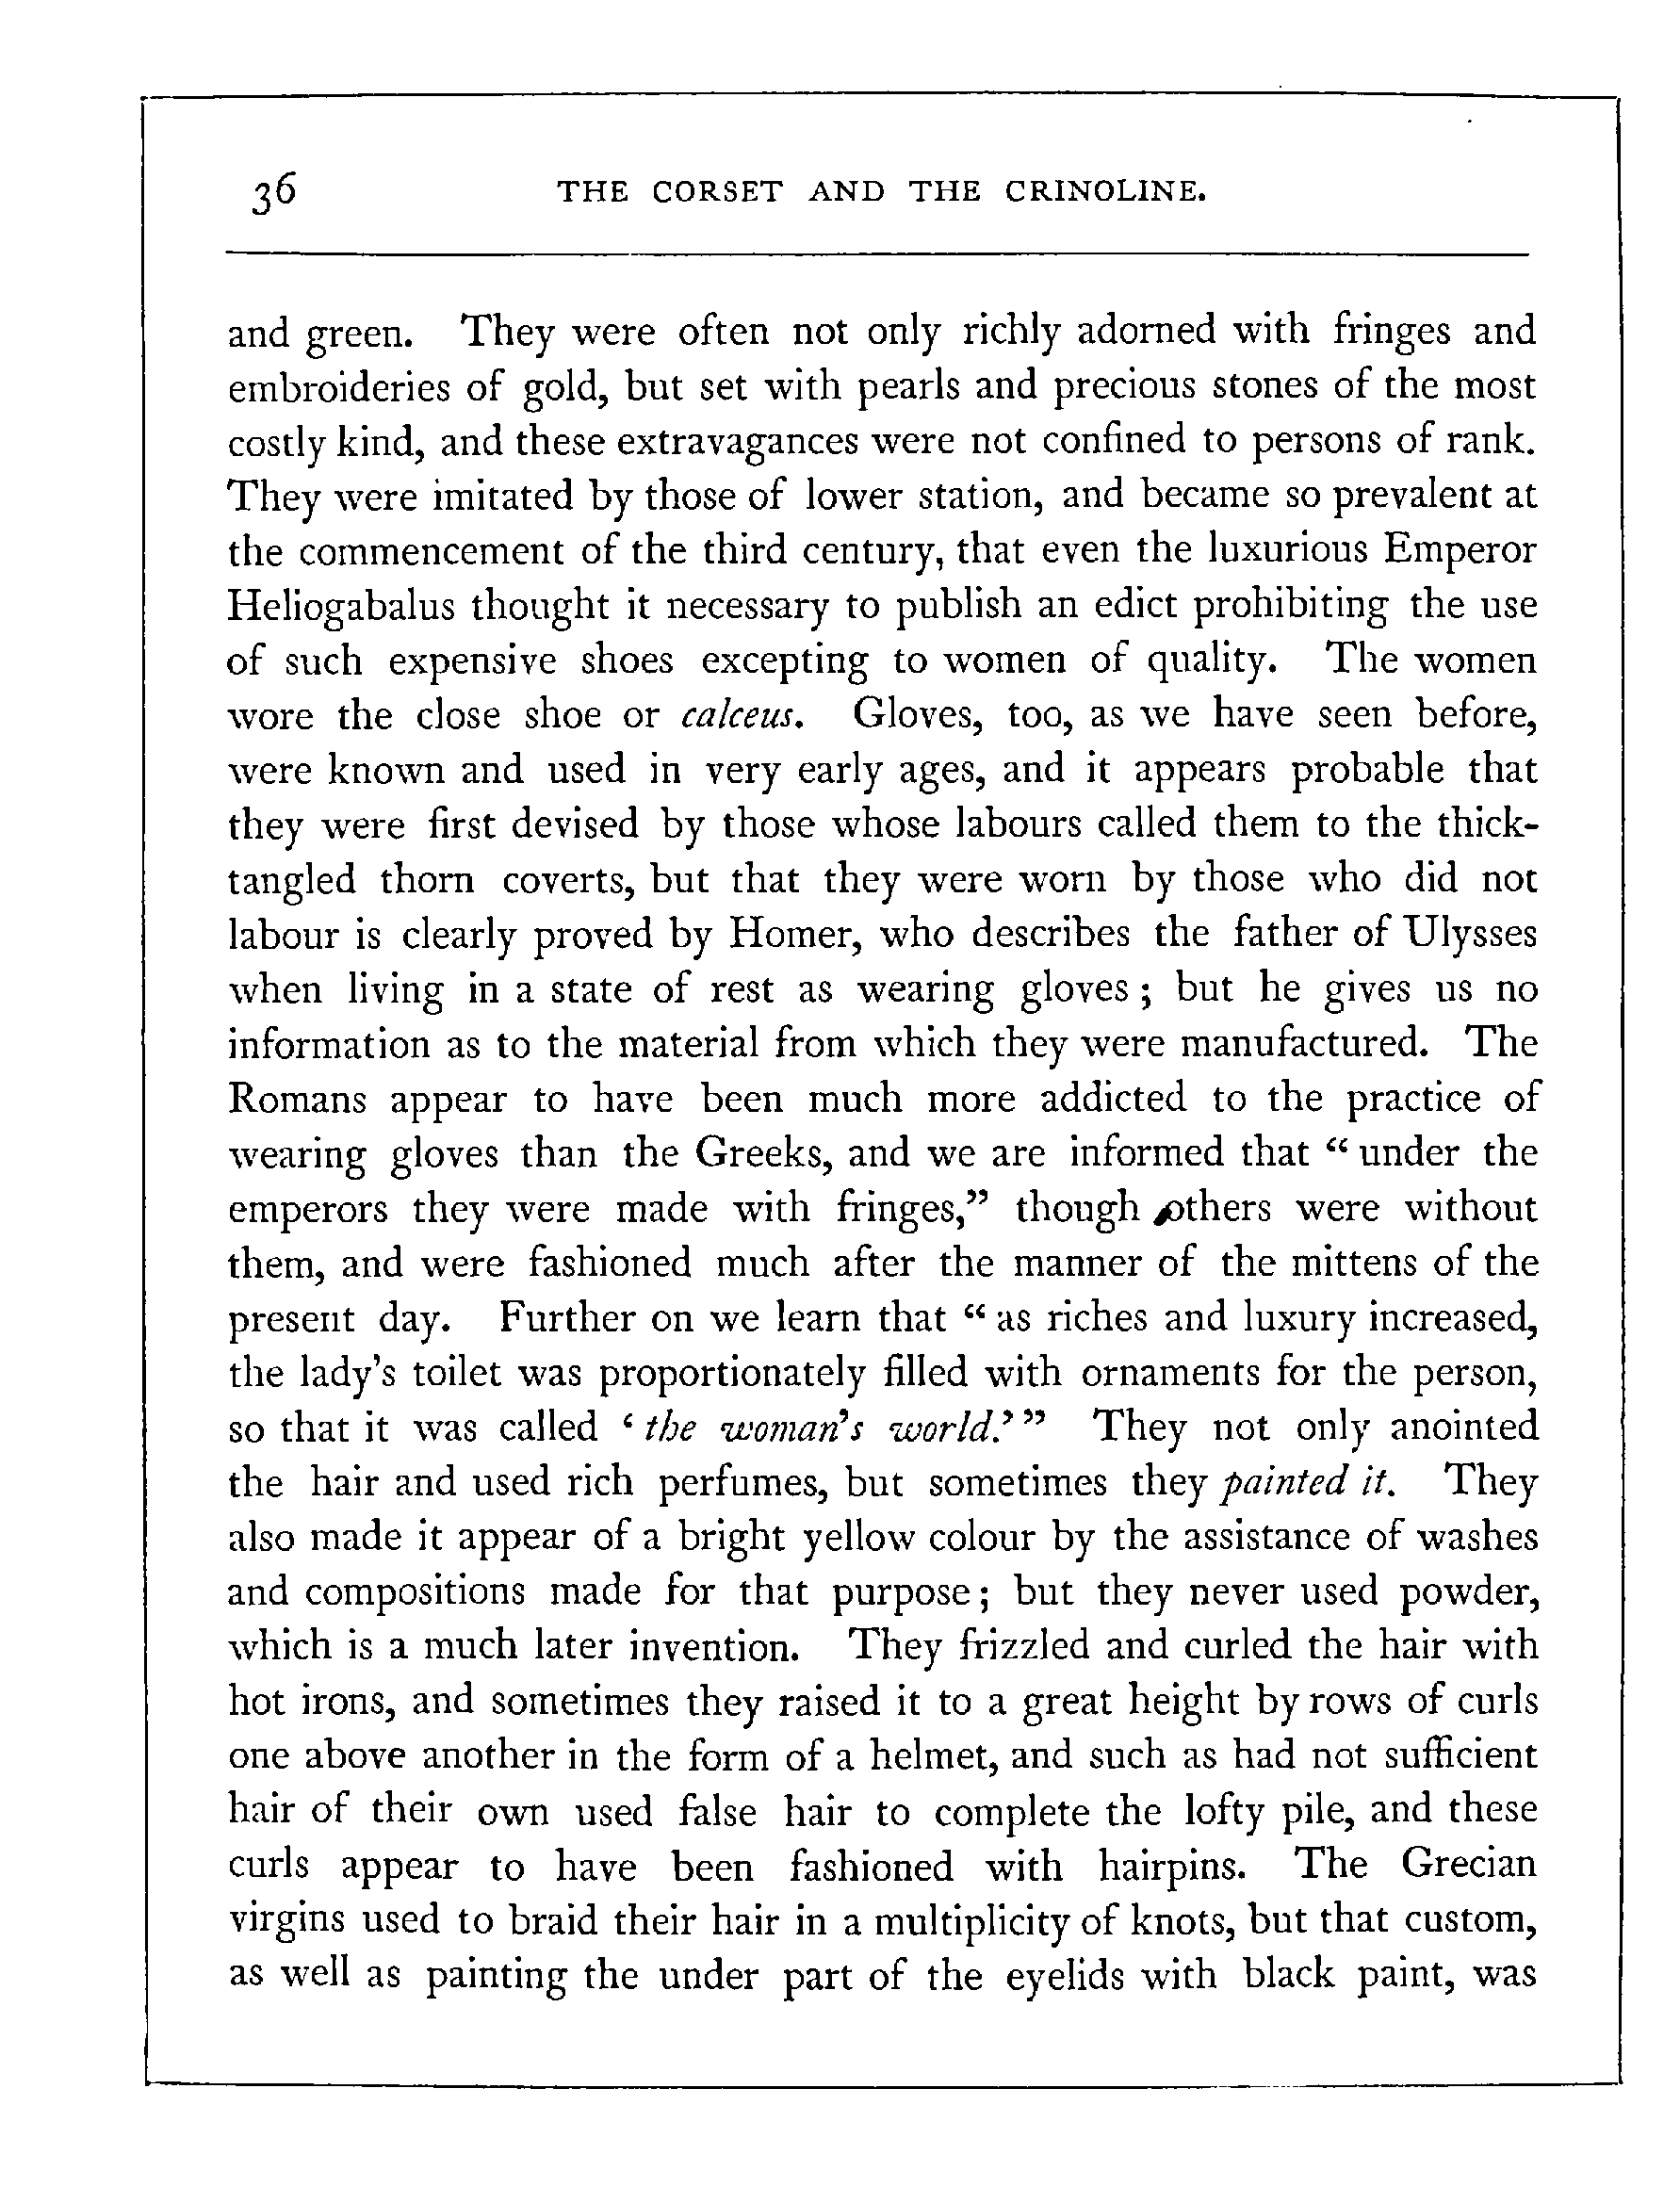 36 THE CORSET AND THE CRINOLINE.
and green. They were often not only richly adorned with fringes and
embroideries of gold, but set with pearls and precious stones of the most
costly kind, and these extravagances were not confined to persons of rank.
They were imitated by those of lower station, and became so prevalent at
the commencement of the third century, that even the luxurious Emperor
Heliogabalus thought it necessary to publish an edict prohibiting the use
of such expensive shoes excepting to women of quality. The women
wore the close shoe or calceus. Gloves, too, as we have seen before,
were known and used in very early ages, and it appears probable that
they were first devised by those whose labours called them to the thick-
tangled thorn coverts, but that they were worn by those who did not
labour is clearly proved by Homer, who describes the father of Ulysses
when living in a state of rest as wearing gloves; but he gives us no
information as to the material from which they were manufactured. The
Romans appear to have been much more addicted to the practice of
wearing gloves than the Greeks, and we are informed that “under the
emperors they were made with fringes,” though others were without
them, and were fashioned much after the manner of the mittens of the
present day. Further on we learn that “as riches and luxury increased,
the lady’s toilet was proportionately filled with ornaments for the person,
so that it was called ‘the woman’s world.’” They not only anointed
the hair and used rich perfumes, but sometimes they painted it. They
also made it appear of a bright yellow colour by the assistance of washes
and compositions made for that purpose; but they never used powder,
which is a much later invention. They frizzled and curled the hair with
hot irons, and sometimes they raised it to a great height by rows of curls
one above another in the form of a helmet, and such as had not sufficient
hair of their own used false hair to complete the lofty pile, and these
curls appear to have been fashioned with hairpins. The Grecian
virgins used to braid their hair in a multiplicity of knots, but that custom,
as well as painting the under part of the eyelids with black paint, was